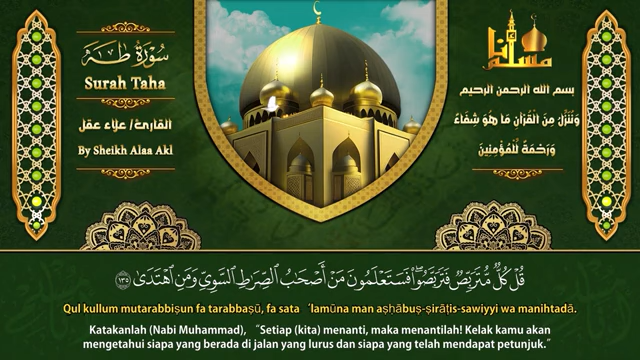 سُورَةُ طه
Surah Taha
القارئ/ علاء عقل
By Sheikh Alaa Akl
مسلم أنا
بسم الله الرحمن الرحيم
وَنُنَزِّلُ مِنَ الْقُرْآنِ مَا هُوَ شِفَاءٌ
وَرَحْمَةٌ لِّلْمُؤْمِنِينَ
قُلْ كُلٌّ مُّتَرَبِّصٌ فَتَرَبَّصُوا۟ فَسَتَعْلَمُونَ مَنْ أَصْحَـٰبُ الصِّرَٰطِ السَّوِىِّ وَمَنِ اهْتَدَىٰ ١٣٥
Qul kullum mutarabbiṣun fa tarabbaṣū, fa sata‘lamūna man aṣḥābuṣ-ṣirāṭis-sawiyyi wa manihtadā.
Katakanlah (Nabi Muhammad), “Setiap (kita) menanti, maka menantilah! Kelak kamu akan
mengetahui siapa yang berada di jalan yang lurus dan siapa yang telah mendapat petunjuk.”